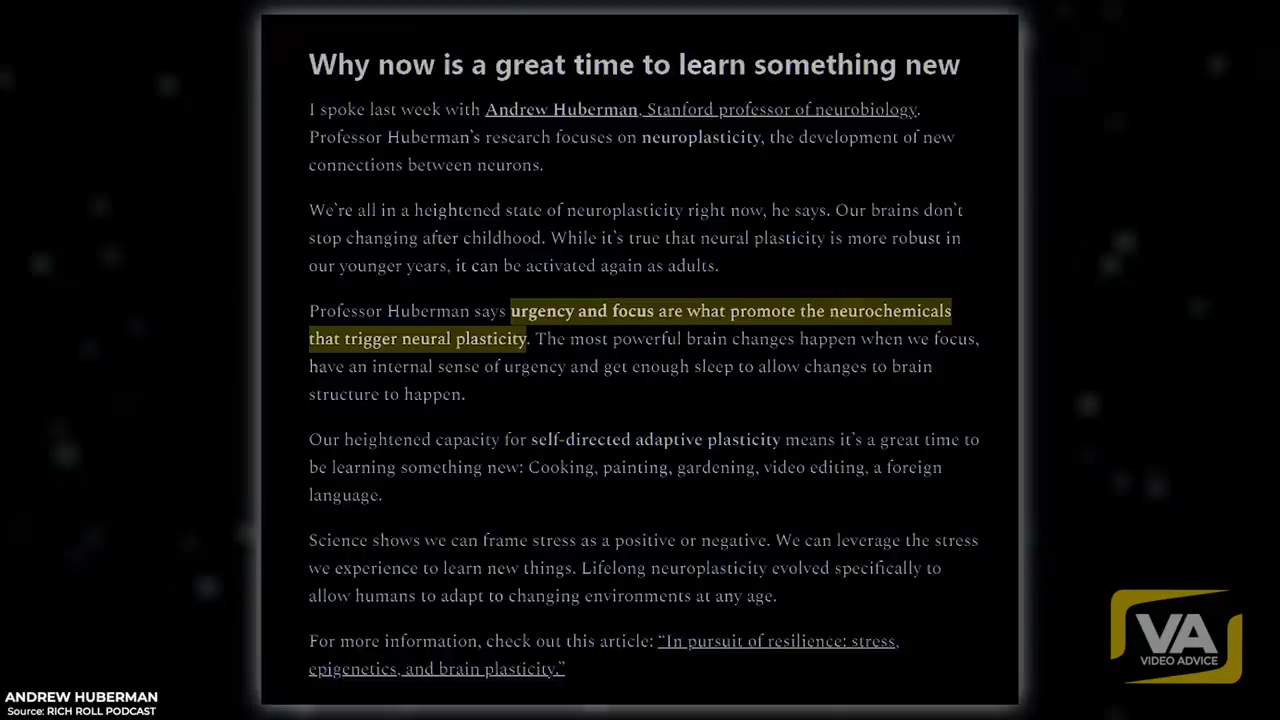 Why now is a great time to learn something new
I spoke last week with Andrew Huberman, Stanford professor of neurobiology.
Professor Huberman's research focuses on neuroplasticity, the development of new
connections between neurons.
We're all in a heightened state of neuroplasticity right now, he says. Our brains don't
stop changing after childhood. While it's true that neural plasticity is more robust in
our younger years, it can be activated again as adults.
Professor Huberman says urgency and focus are what promote the neurochemicals
that trigger neural plasticity. The most powerful brain changes happen when we focus,
have an internal sense of urgency and get enough sleep to allow changes to brain
structure to happen.
Our heightened capacity for self-directed adaptive plasticity means it's a great time to
be learning something new: Cooking, painting, gardening, video editing, a foreign
language.
Science shows we can frame stress as a positive or negative. We can leverage the stress
we experience to learn new things. Lifelong neuroplasticity evolved specifically to
allow humans to adapt to changing environments at any age.
For more information, check out this article: "In pursuit of resilience: stress,
epigenetics, and brain plasticity."
VA
VIDEO ADVICE
ANDREW HUBERMAN
Source: RICH ROLL PODCAST